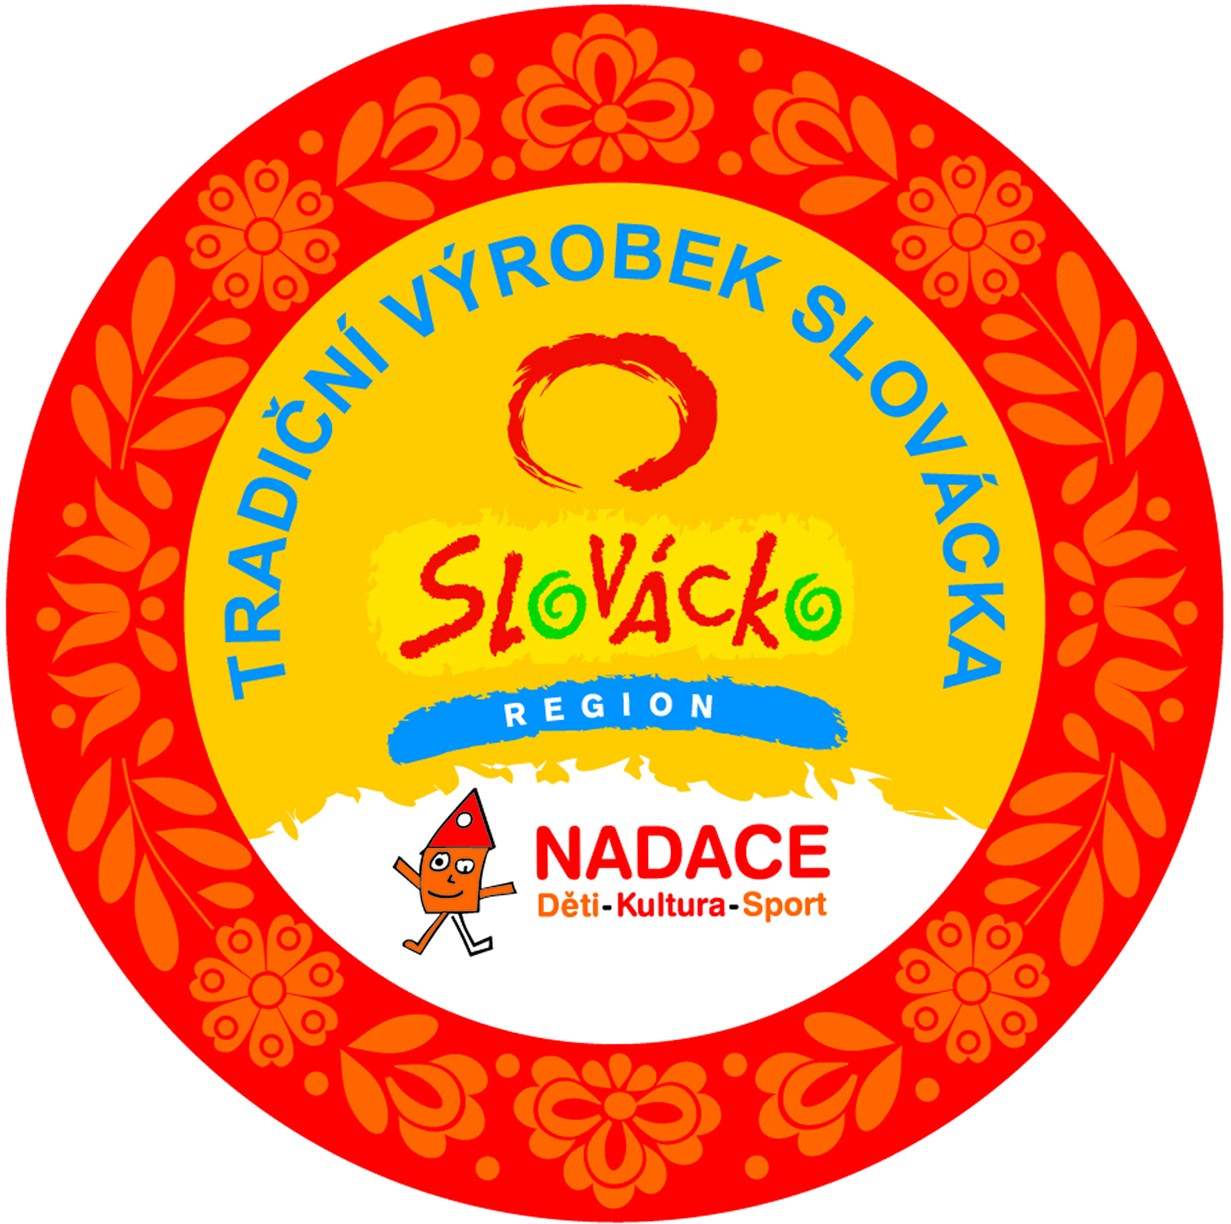 TRADIČNÍ VÝROBEK SLOVÁCKA
Slovácko
REGION
NADACE
Děti-Kultura-Sport